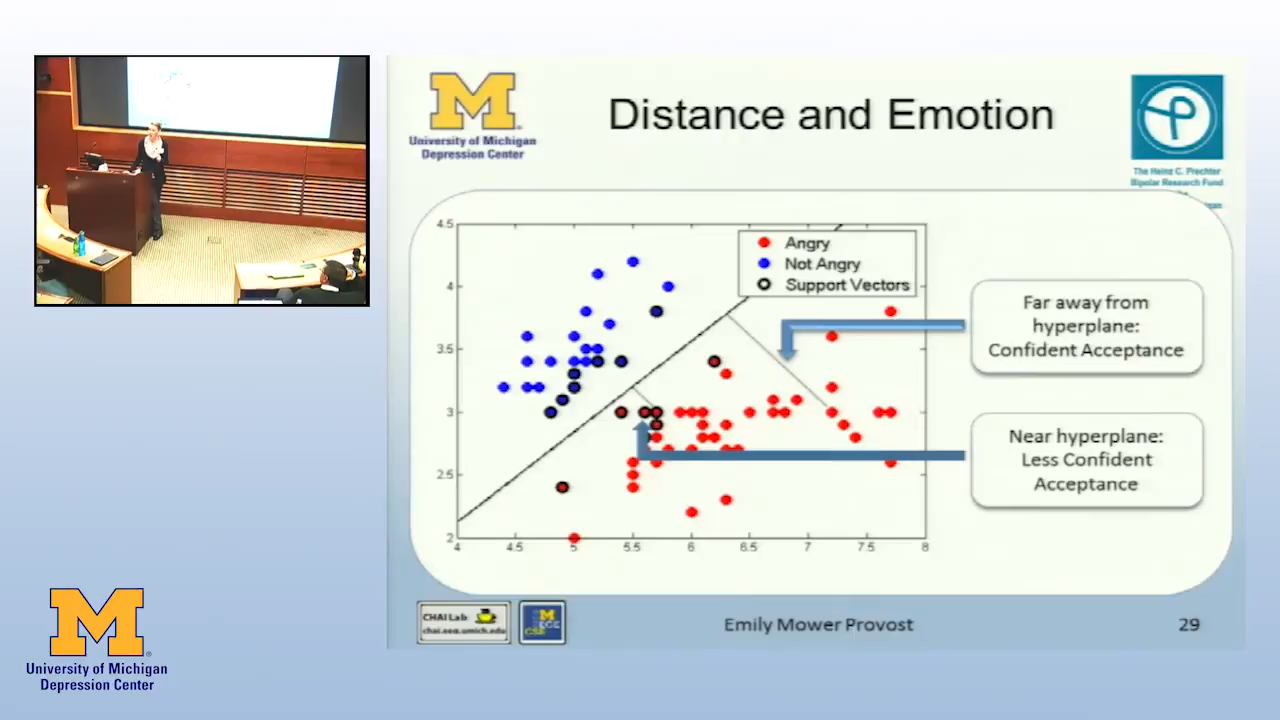 M
University of Michigan
Depression Center
Distance and Emotion
P
The Heinz C. Prechter
Bipolar Research Fund
4.5
4
3.5
3
2.5
2
4
4.5
5
5.5
6
6.5
7
7.5
8
Angry
Not Angry
Support Vectors
Far away from
hyperplane:
Confident Acceptance
Near hyperplane:
Less Confident
Acceptance
CHAI Lab
chai.eecs.umich.edu
M
ECE
CSE
Emily Mower Provost
29
M
University of Michigan
Depression Center